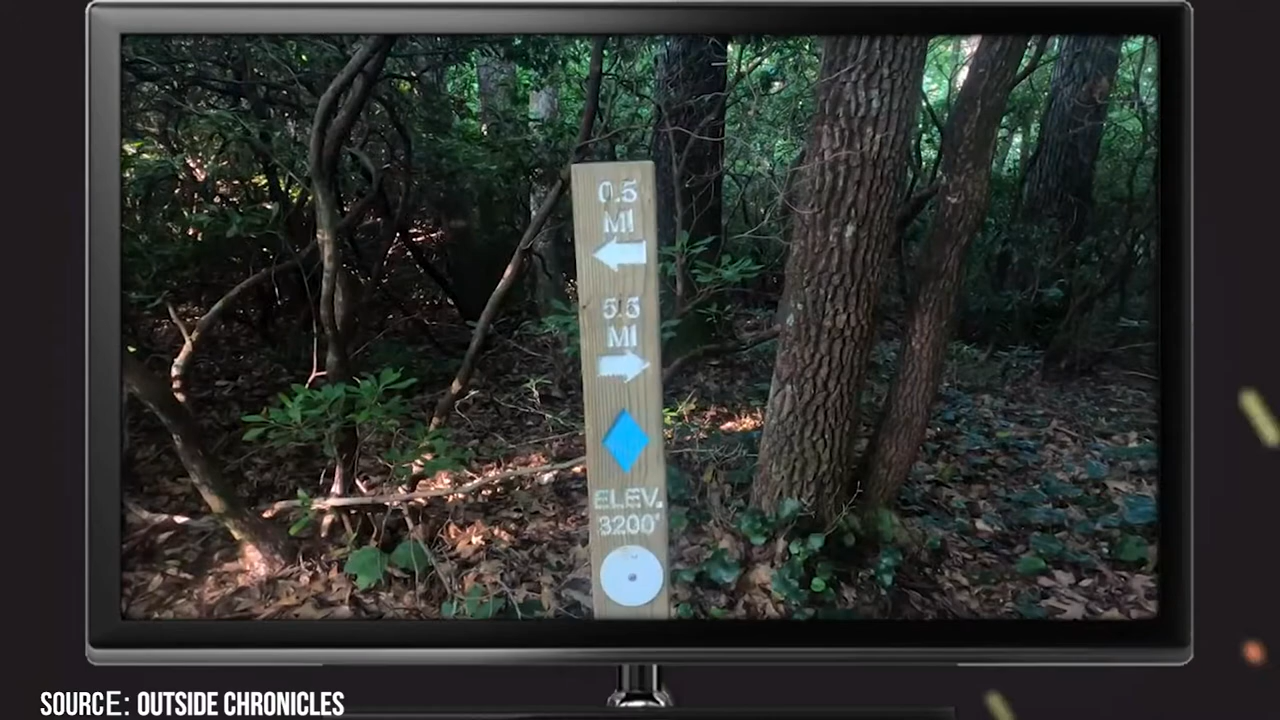 0.5
MI
5.5
MI
ELEV.
3200'
SOURCE: OUTSIDE CHRONICLES